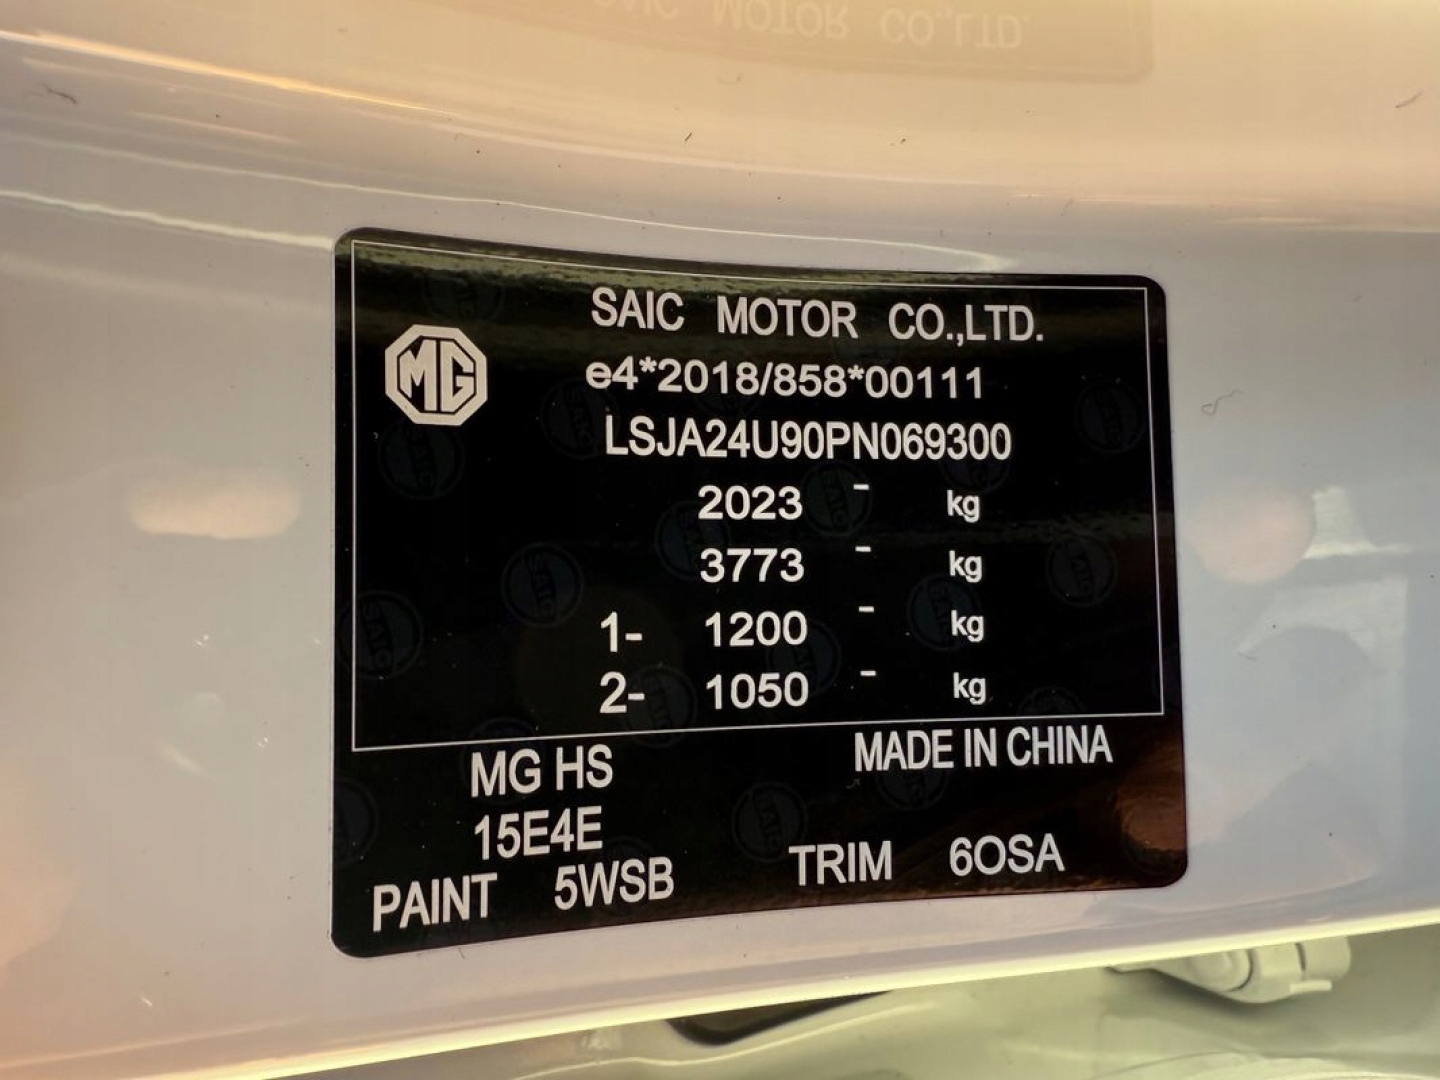 SAIC MOTOR CO.,LTD.
MG
e4*2018/858*00111
LSJA24U90PN069300
2023 - kg
3773 - kg
1- 1200 - kg
2- 1050 - kg
MG HS
MADE IN CHINA
15E4E
PAINT 5WSB
TRIM 6OSA